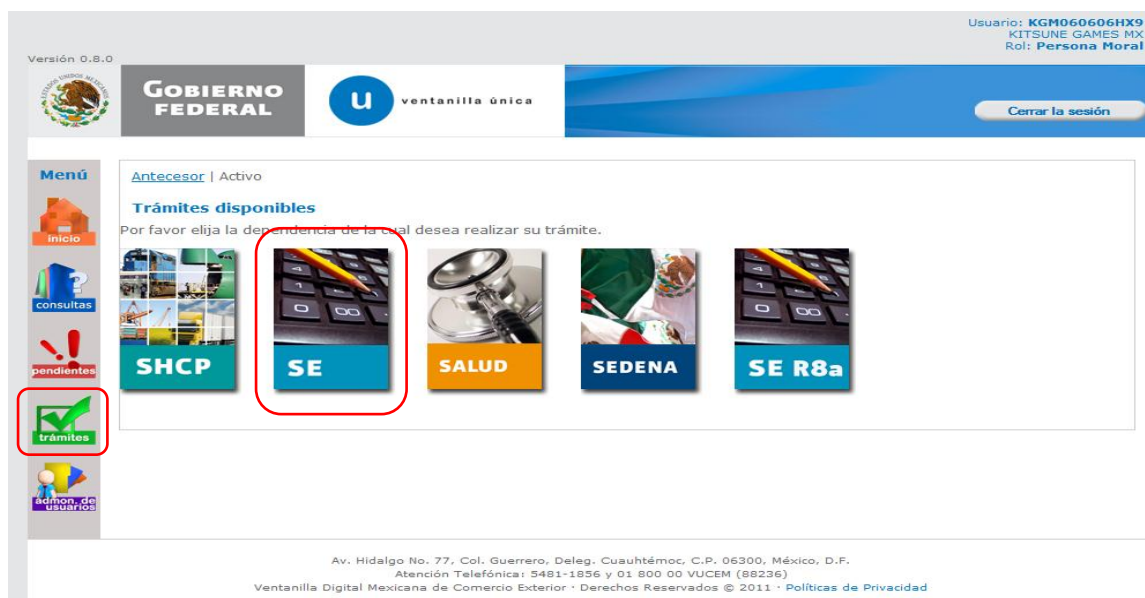 Usuario: KGM060606HX9
KITSUNE GAMES MX
Rol: Persona Moral
Versión 0.8.0
ESTADOS UNIDOS MEXICANOS
GOBIERNO
FEDERAL
u
ventanilla única
Cerrar la sesión
Menú
Antecesor | Activo
Trámites disponibles
Por favor elija la dependencia de la cual desea realizar su trámite.
inicio
consultas
pendientes
trámites
admon. de
usuarios
SHCP
SE
SALUD
SEDENA
SE R8a
Av. Hidalgo No. 77, Col. Guerrero, Deleg. Cuauhtémoc, C.P. 06300, México, D.F.
Atención Telefónica: 5481-1856 y 01 800 00 VUCEM (88236)
Ventanilla Digital Mexicana de Comercio Exterior · Derechos Reservados © 2011 · Políticas de Privacidad